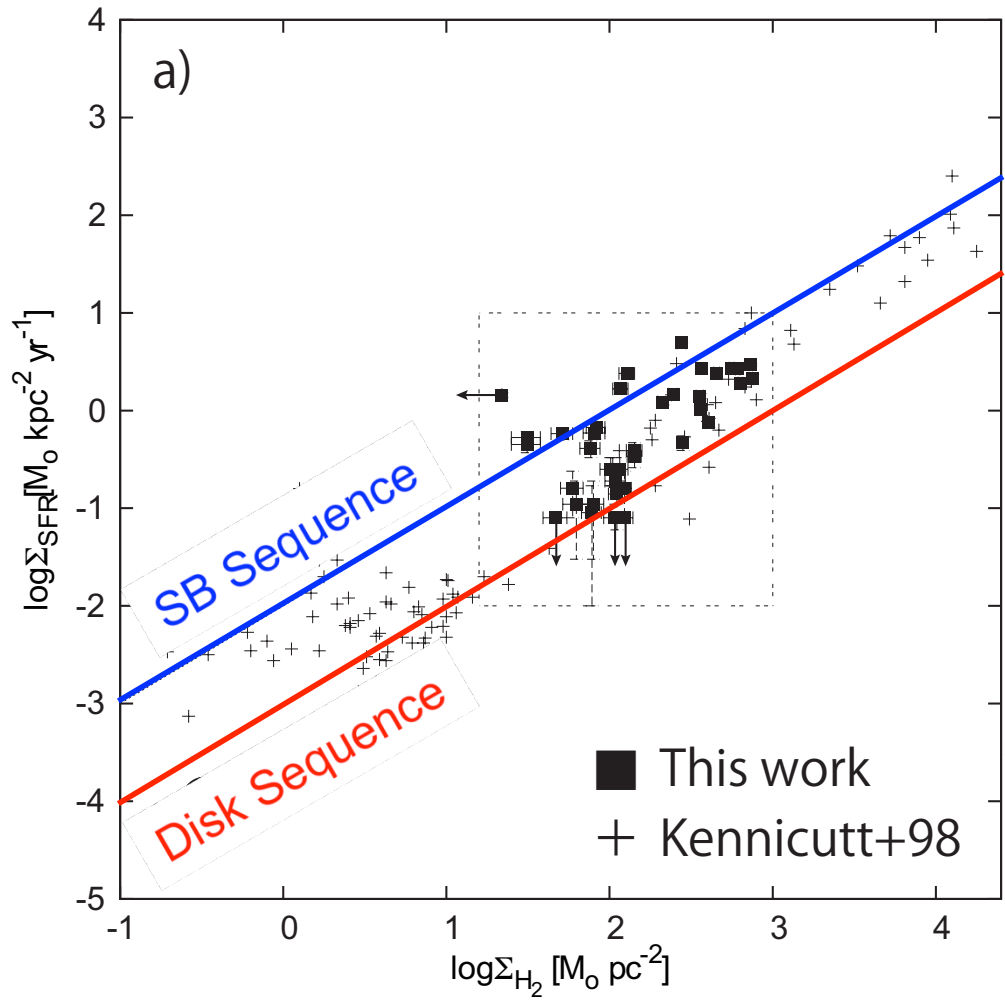 a)
4
3
2
1
0
-1
-2
-3
-4
-5
logΣSFR[Mo kpc-2 yr-1]
SB Sequence
Disk Sequence
This work
Kennicutt+98
-1 0 1 2 3 4
logΣH2 [Mo pc-2]